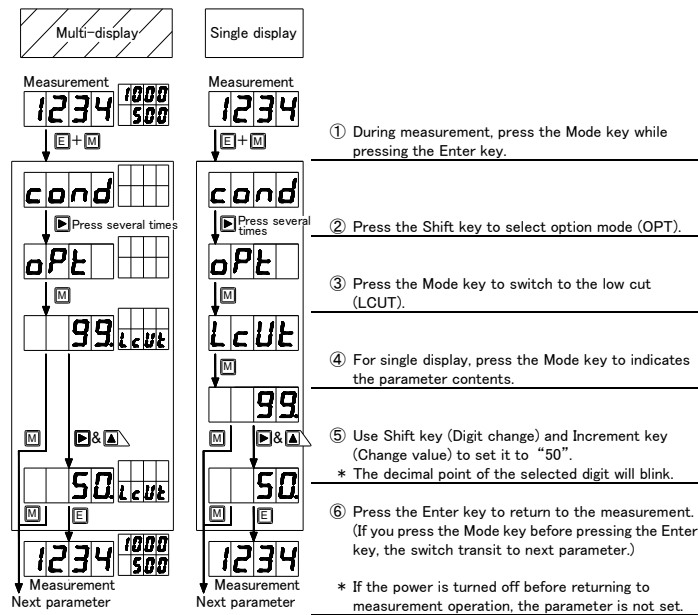 Multi-display
Single display
Measurement
1234
1000
500
E+M
cond
▶ Press several times
oPt
M
99.
LcUt
M
▶&▲
50.
LcUt
M
E
1234
1000
500
Measurement
Next parameter
Measurement
1234
E+M
cond
▶ Press several
times
oPt
M
LcUt
M
99.
M
▶&▲
50.
M
E
1234
Measurement
Next parameter
① During measurement, press the Mode key while
pressing the Enter key.
② Press the Shift key to select option mode (OPT).
③ Press the Mode key to switch to the low cut
(LCUT).
④ For single display, press the Mode key to indicates
the parameter contents.
⑤ Use Shift key (Digit change) and Increment key
(Change value) to set it to “50”.
* The decimal point of the selected digit will blink.
⑥ Press the Enter key to return to the measurement.
(If you press the Mode key before pressing the Enter
key, the switch transit to next parameter.)
* If the power is turned off before returning to
measurement operation, the parameter is not set.